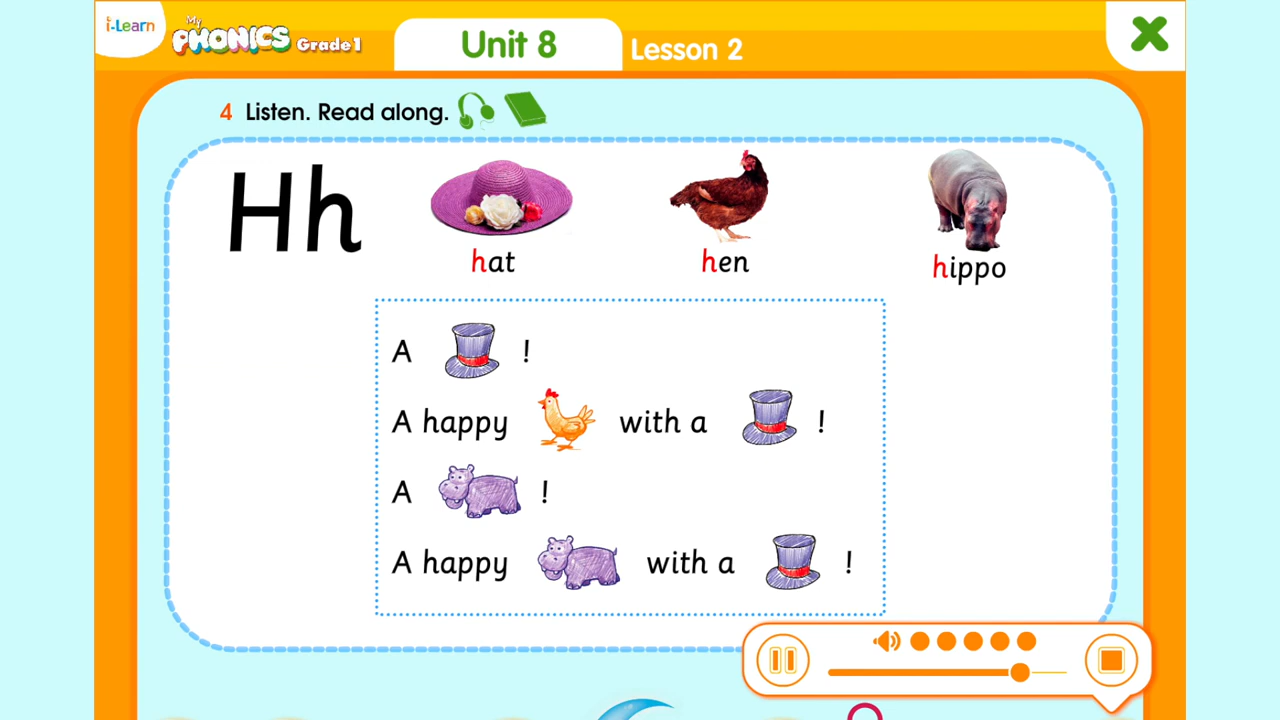 i-Learn
My
PHONICS Grade 1
Unit 8
Lesson 2
4 Listen. Read along.
Hh
hat
hen
hippo
A !
A happy with a !
A !
A happy with a !